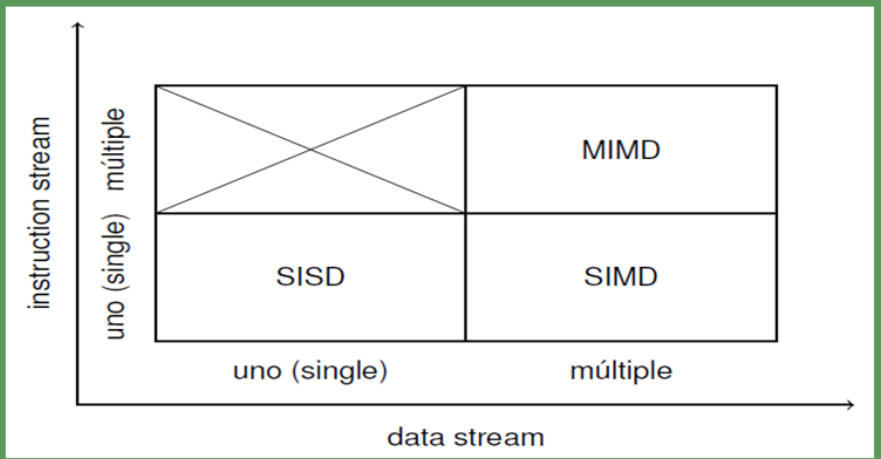 instruction stream
múltiple
uno (single)
MIMD
SISD
SIMD
uno (single)
múltiple
data stream